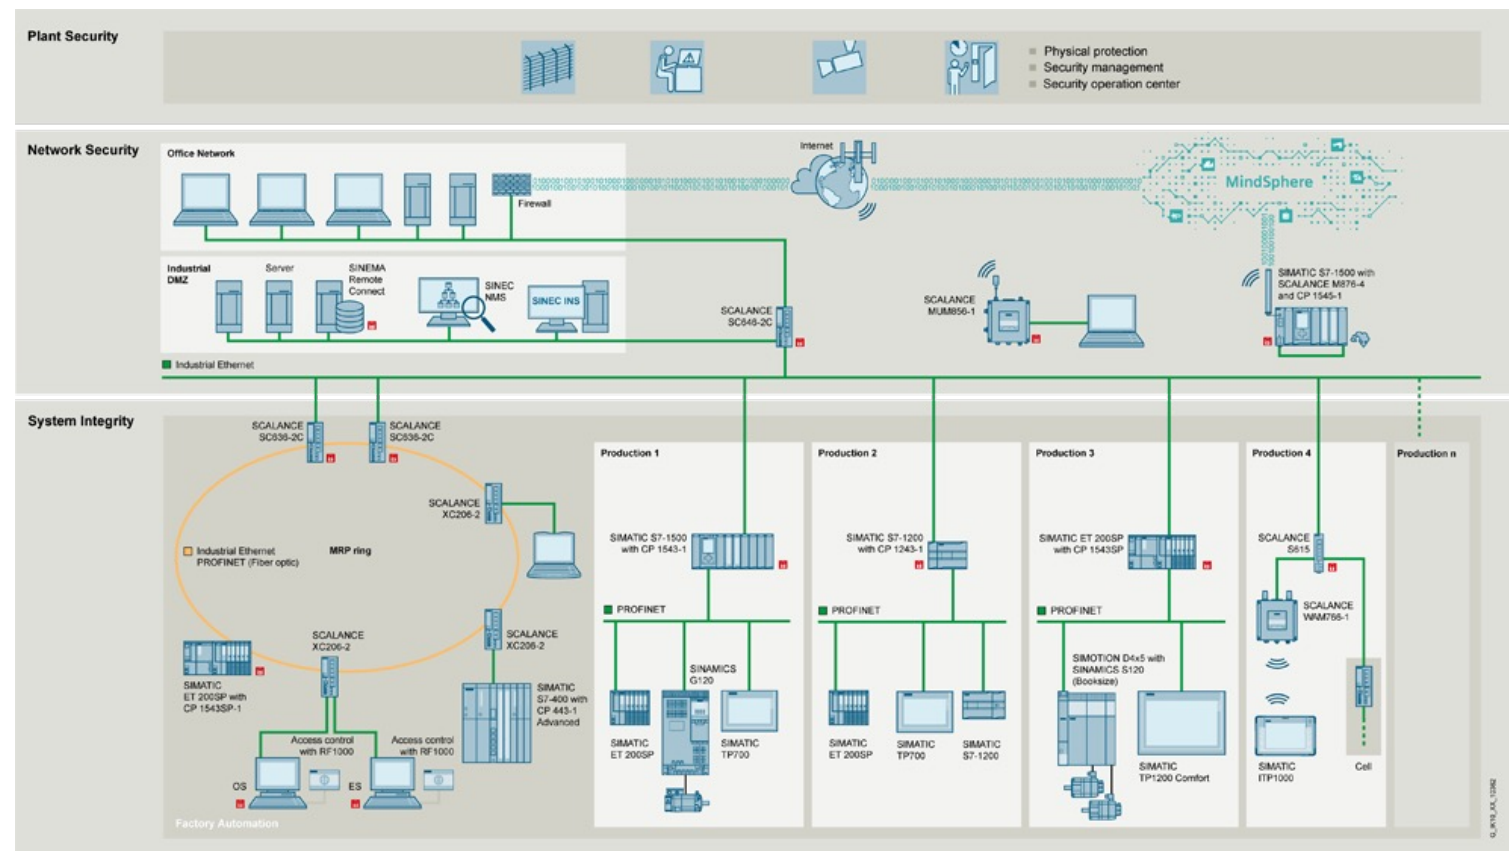 Plant Security
Physical protection
Security management
Security operation center
Network Security
Office Network
Firewall
Internet
MindSphere
Industrial
DMZ
Server
SINEMA
Remote
Connect
SINEC
NMS
SINEC INS
SCALANCE
SC646-2C
SCALANCE
MUM856-1
SIMATIC S7-1500 with
SCALANCE M876-4
and CP 1545-1
Industrial Ethernet
System Integrity
SCALANCE
SC636-2C
SCALANCE
SC636-2C
SCALANCE
XC206-2
Industrial Ethernet
PROFINET (Fiber optic)
MRP ring
SCALANCE
XC206-2
SCALANCE
XC206-2
SIMATIC
ET 200SP with
CP 1543SP-1
SIMATIC
S7-400 with
CP 443-1
Advanced
Access control
with RF1000
Access control
with RF1000
OS
ES
Factory Automation
Production 1
SIMATIC S7-1500
with CP 1543-1
PROFINET
SINAMICS
G120
SIMATIC
ET 200SP
SIMATIC
TP700
Production 2
SIMATIC S7-1200
with CP 1243-1
PROFINET
SIMATIC
ET 200SP
SIMATIC
TP700
SIMATIC
S7-1200
Production 3
SIMATIC ET 200SP
with CP 1543SP
PROFINET
SIMOTION D4x5 with
SINAMICS S120
(Booksize)
SIMATIC
TP1200 Comfort
Production 4
SCALANCE
S615
SCALANCE
WAM766-1
SIMATIC
ITP1000
Cell
Production n